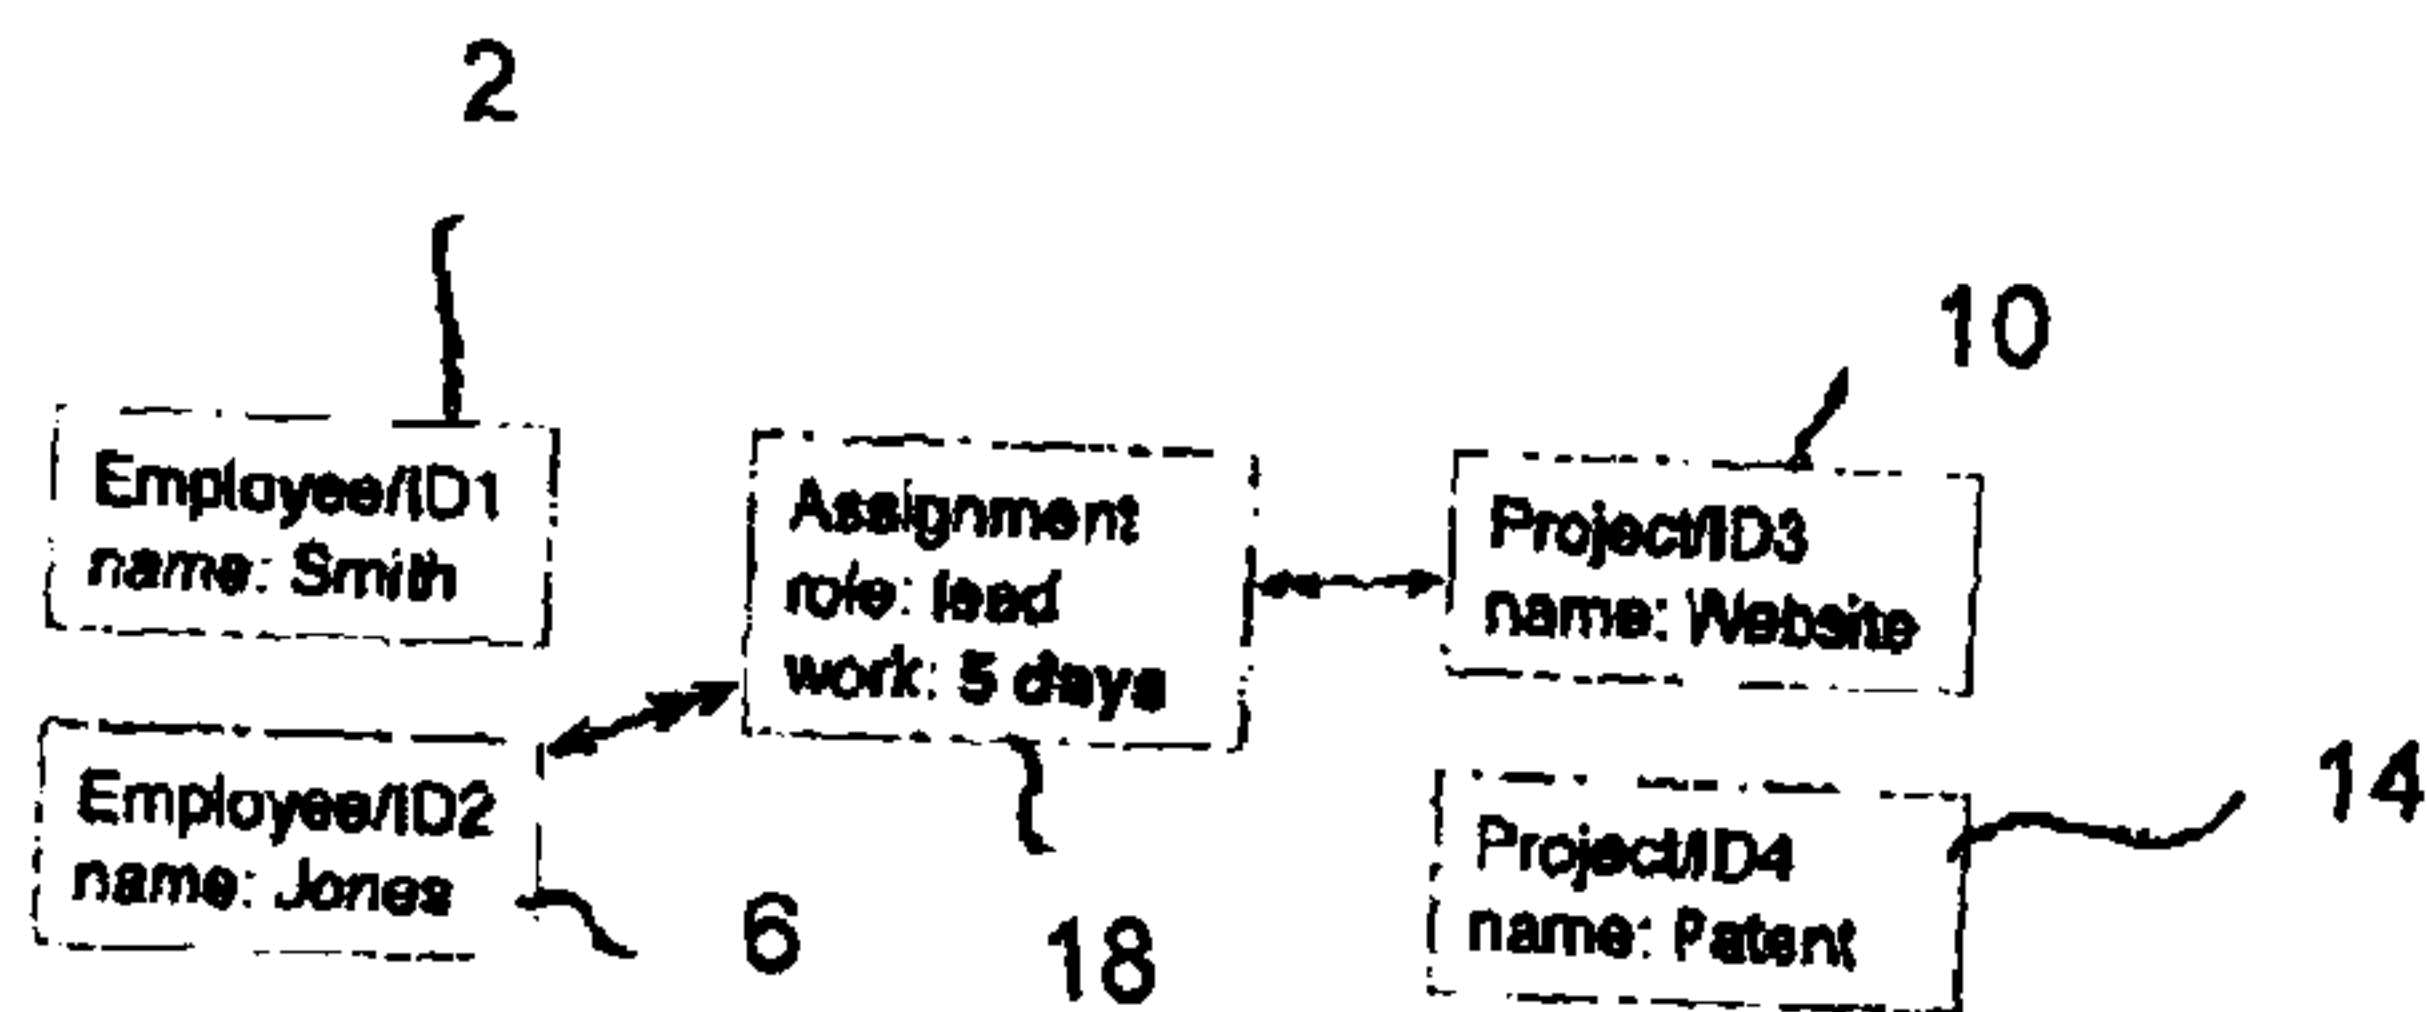 2
10
Employee/ID1
name: Smith
Assignment
role: lead
work: 5 days
Project/ID3
name: Website
Employee/ID2
name: Jones
14
Project/ID4
name: Patent
6
18